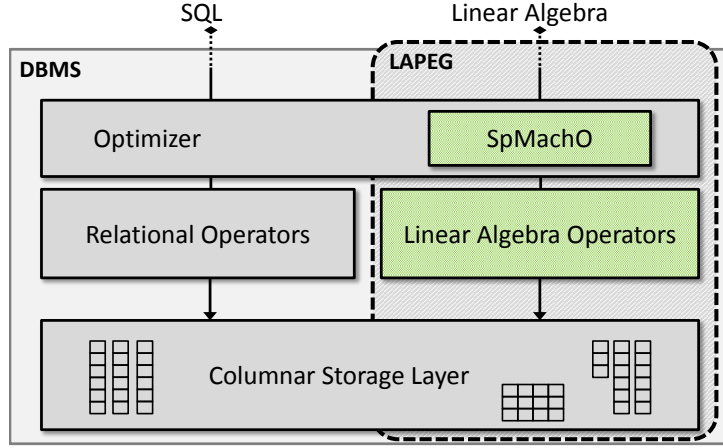 SQL
Linear Algebra
DBMS
LAPEG
Optimizer
SpMachO
Relational Operators
Linear Algebra Operators
Columnar Storage Layer